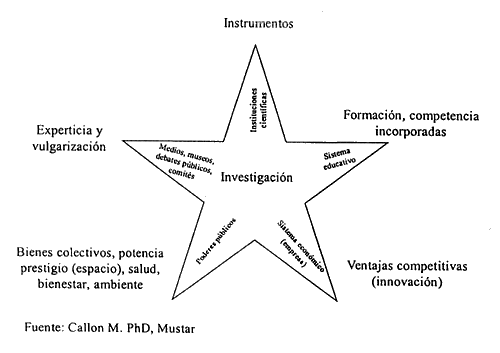 Instrumentos
Instituciones
científicas
Formación, competencia
incorporadas
Sistema
educativo
Experticia y
vulgarización
Medios, museos,
debates públicos,
comités
Investigación
Poderes públicos
Sistema económico
(empresa)
Bienes colectivos, potencia
prestigio (espacio), salud,
bienestar, ambiente
Ventajas competitivas
(innovación)
Fuente: Callon M. PhD, Mustar